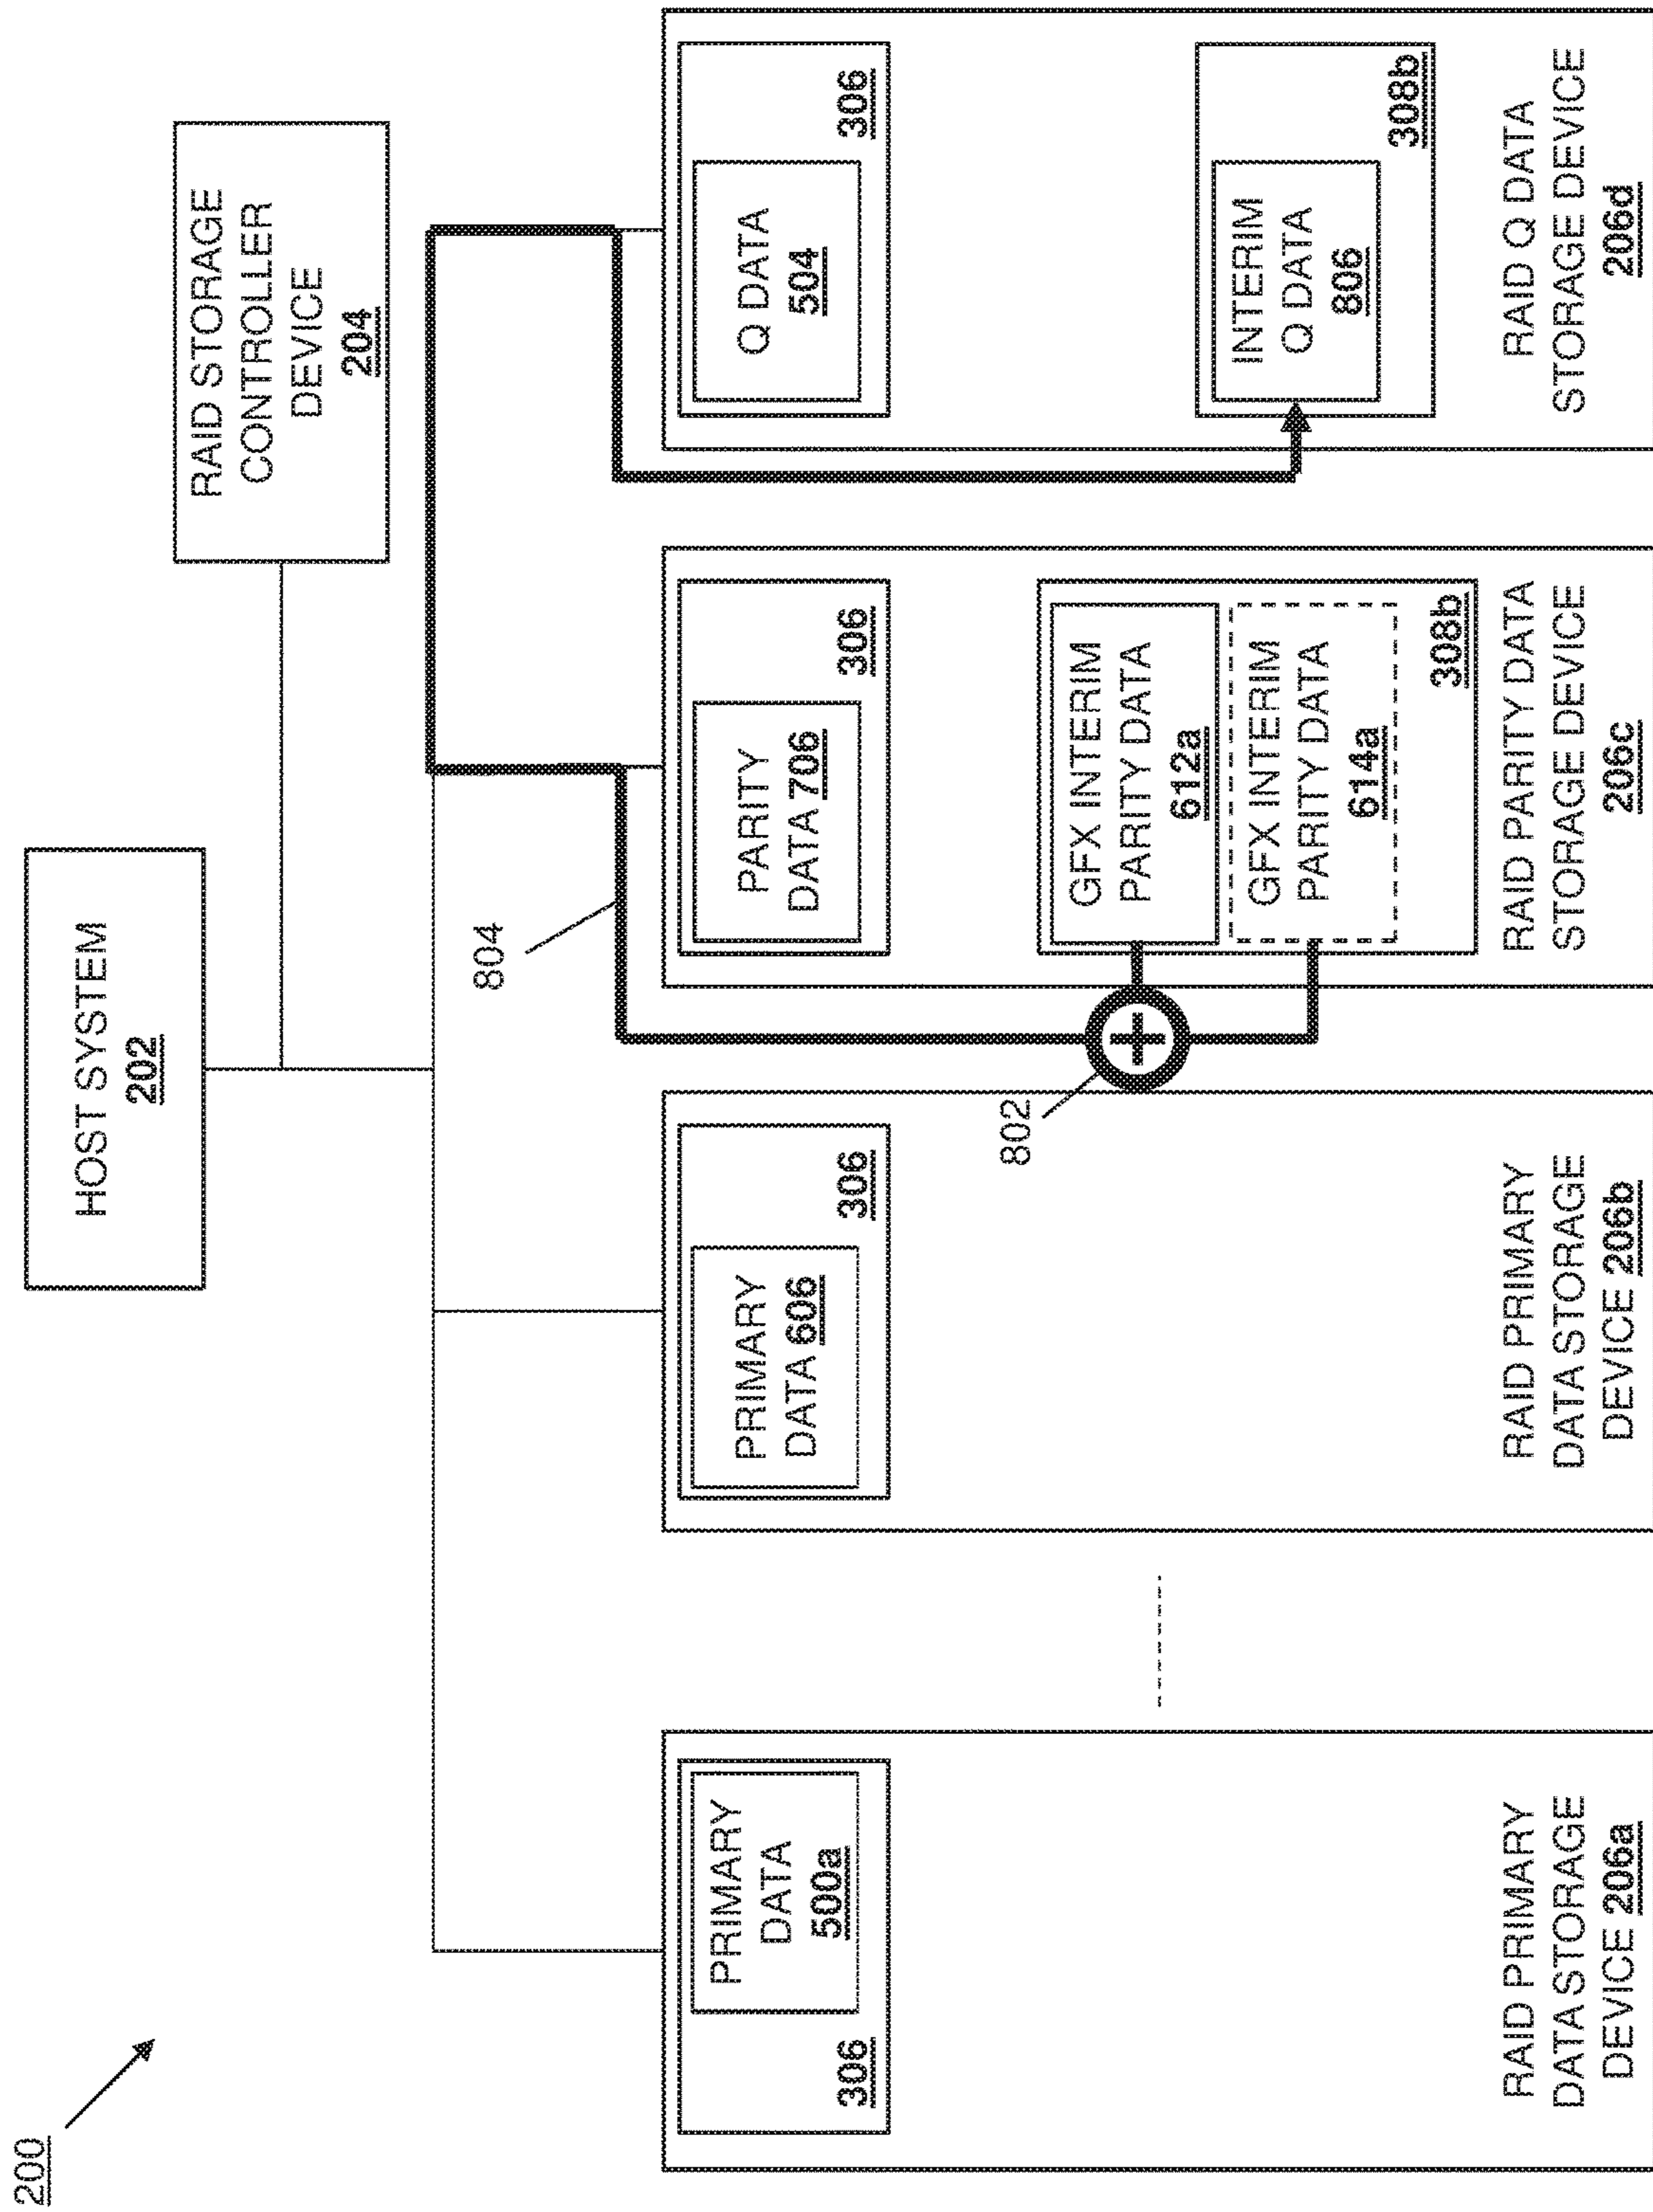 200
HOST SYSTEM
202
RAID STORAGE
CONTROLLER
DEVICE
204
804
802
306
PRIMARY
DATA
500a
RAID PRIMARY
DATA STORAGE
DEVICE 206a
PRIMARY
DATA 606
306
RAID PRIMARY
DATA STORAGE
DEVICE 206b
PARITY
DATA 706
306
GFX INTERIM
PARITY DATA
612a
GFX INTERIM
PARITY DATA
614a
308b
RAID PARITY DATA
STORAGE DEVICE
206c
Q DATA
504
306
INTERIM
Q DATA
806
308b
RAID Q DATA
STORAGE DEVICE
206d